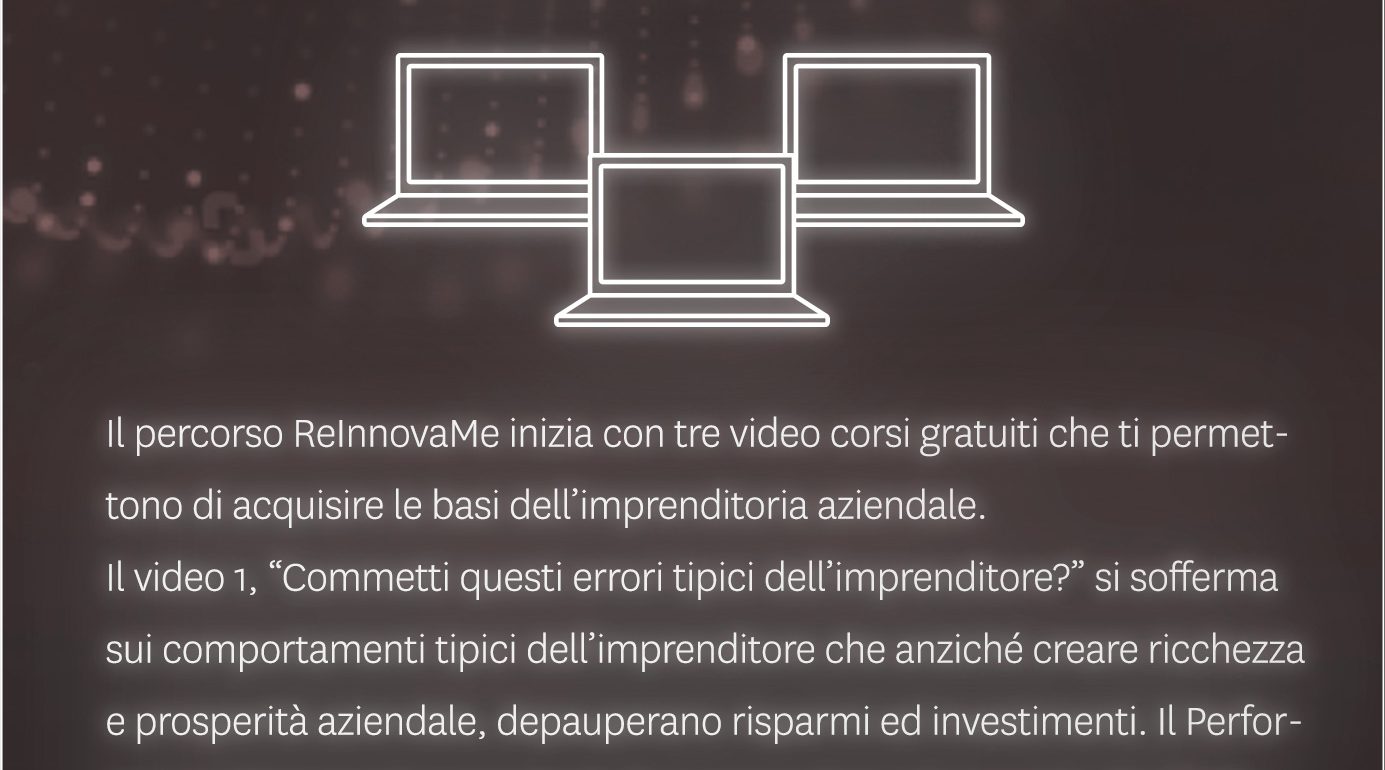 Il percorso ReInnovaMe inizia con tre video corsi gratuiti che ti permet-
tono di acquisire le basi dell’imprenditoria aziendale.
Il video 1, “Commetti questi errori tipici dell’imprenditore?” si sofferma
sui comportamenti tipici dell’imprenditore che anziché creare ricchezza
e prosperità aziendale, depauperano risparmi ed investimenti. Il Perfor-